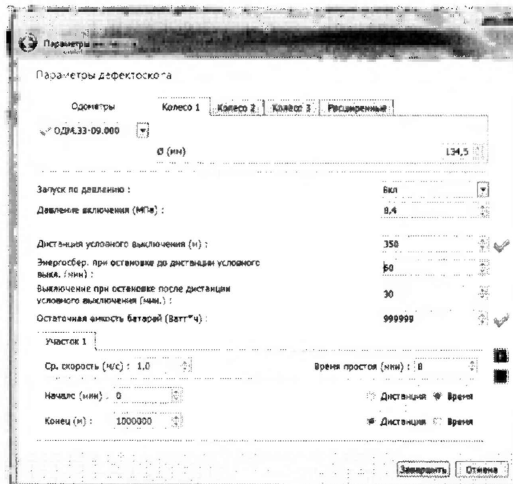 Параметры
Параметры дефектоскопа
Одометры Колесо 1 Колесо 2 Колесо 3 Расширенные
ОДМ.33-09.000
Ø (мм) 134,5
Запуск по давлению : Вкл
Давление включения (МПа) : 8,4
Дистанция условного выключения (м) : 350
Энергосбер. при остановке до дистанции условного
выкл. (мин) : 60
Выключение при остановке после дистанции
условного выключения (мин.) : 30
Остаточная емкость батарей (Ватт*ч) : 999999
Участок 1
Ср. скорость (м/с) : 1,0 Время простоя (мин) : 8
Начало (мин) : 0 Дистанция Время
Конец (м) : 1000000 Дистанция Время
Завершить Отмена